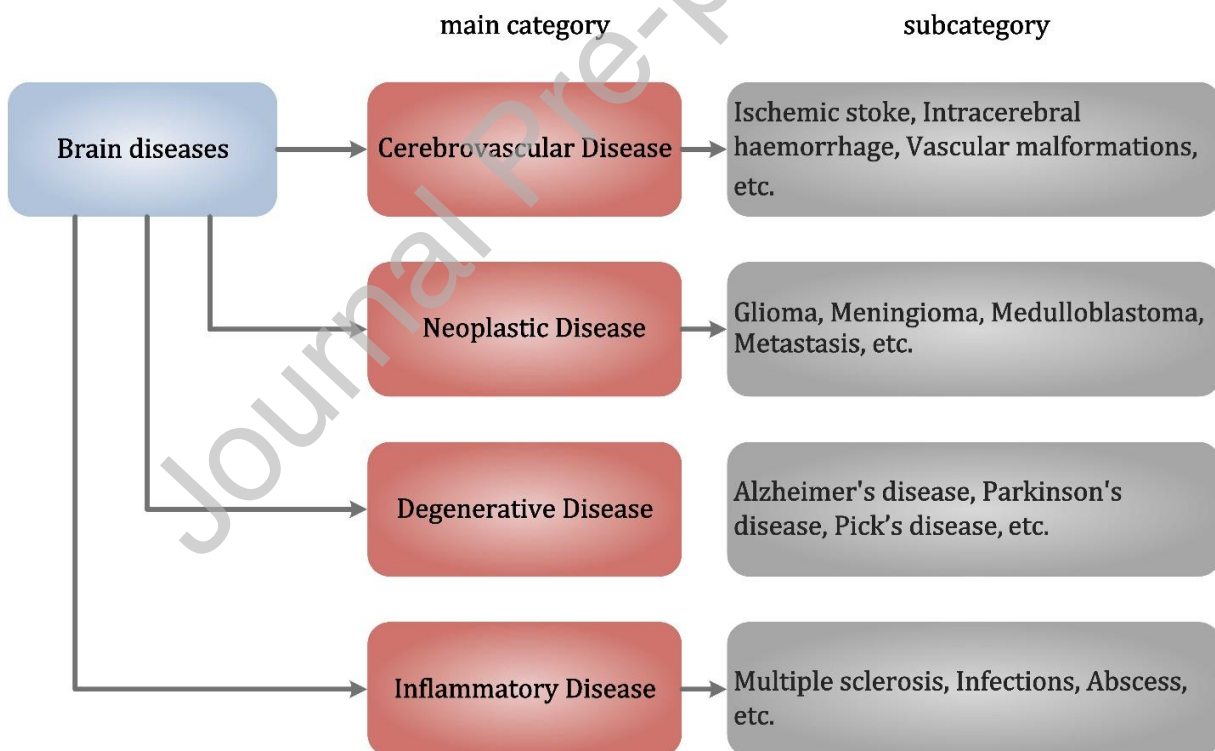 main category
subcategory
Brain diseases
Cerebrovascular Disease
Ischemic stoke, Intracerebral
haemorrhage, Vascular malformations,
etc.
Neoplastic Disease
Glioma, Meningioma, Medulloblastoma,
Metastasis, etc.
Degenerative Disease
Alzheimer's disease, Parkinson's
disease, Pick’s disease, etc.
Inflammatory Disease
Multiple sclerosis, Infections, Abscess,
etc.
Journal Pre-p